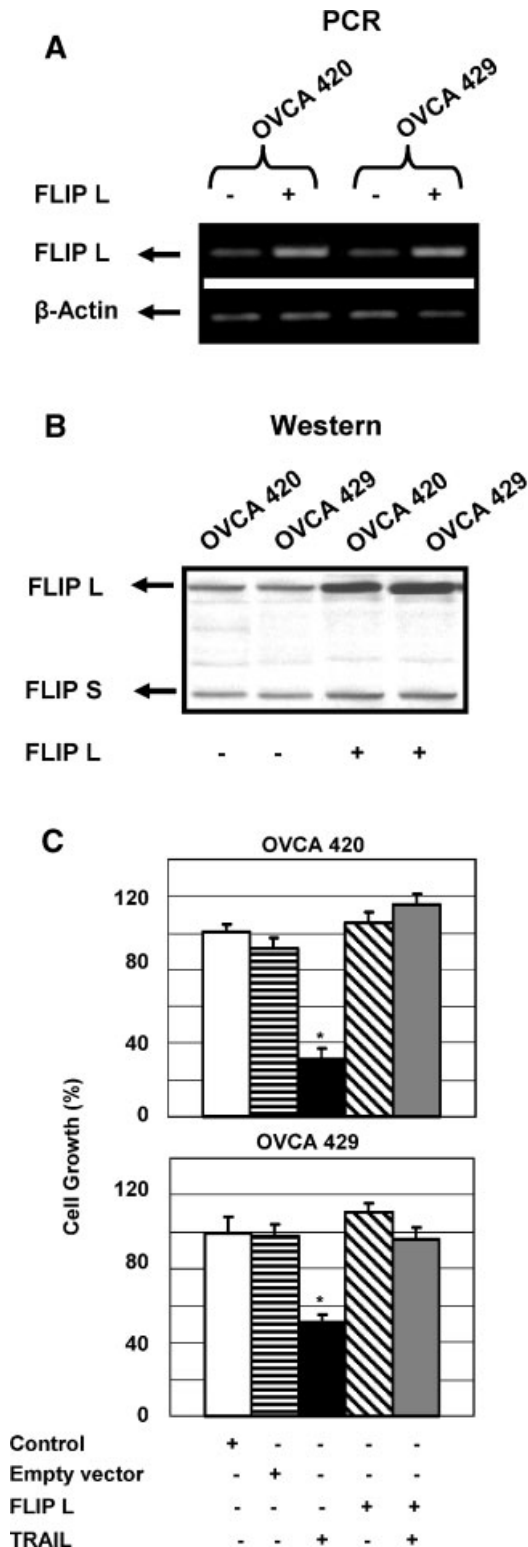 A
PCR
OVCA 420
OVCA 429
FLIP L
- + - +
FLIP L
β-Actin
B
Western
OVCA 420
OVCA 429
OVCA 420
OVCA 429
FLIP L
FLIP S
FLIP L
- - + +
C
OVCA 420
120
80
40
0
Cell Growth (%)
*
OVCA 429
120
80
40
0
*
Control + - - - -
Empty vector - + - - -
FLIP L - - - + +
TRAIL - - + - +